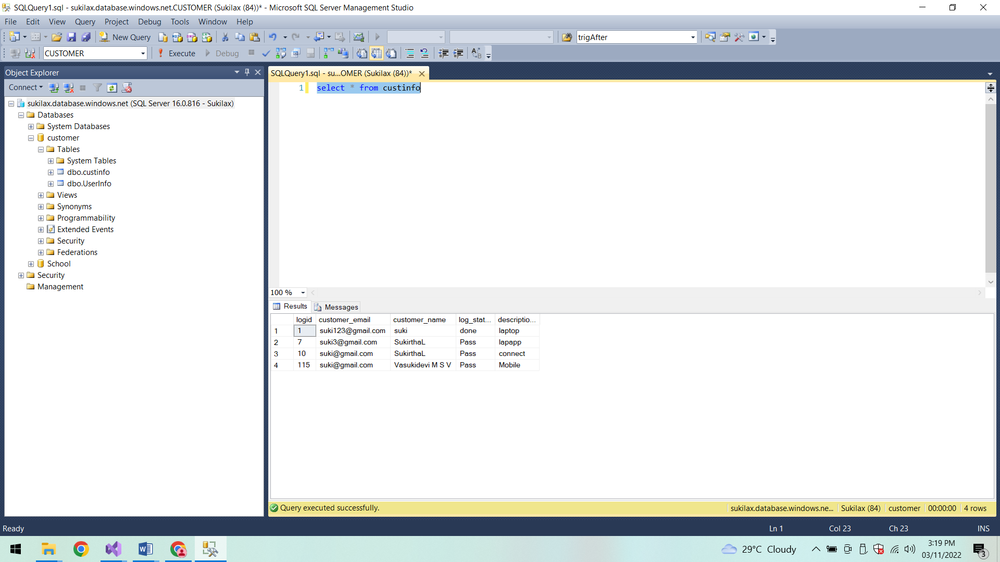 SQLQuery1.sql - sukilax.database.windows.net.CUSTOMER (Sukilax (84))* - Microsoft SQL Server Management Studio
File Edit View Query Project Debug Tools Window Help
New Query trigAfter
CUSTOMER Execute Debug
Object Explorer
Connect
sukilax.database.windows.net (SQL Server 16.0.816 - Sukilax)
Databases
System Databases
customer
Tables
System Tables
dbo.custinfo
dbo.UserInfo
Views
Synonyms
Programmability
Extended Events
Security
Federations
School
Security
Management
SQLQuery1.sql - su...OMER (Sukilax (84))*
1 select * from custinfo
100 %
Results Messages
logid customer_email customer_name log_stat... descriptio...
1 1 suki123@gmail.com suki done laptop
2 7 suki3@gmail.com SukirthaL Pass lapapp
3 10 suki@gmail.com SukirthaL Pass connect
4 115 suki@gmail.com Vasukidevi M S V Pass Mobile
Query executed successfully. sukilax.database.windows.ne... Sukilax (84) customer 00:00:00 4 rows
Ready Ln 1 Col 23 Ch 23 INS
29°C Cloudy 3:19 PM
03/11/2022 3